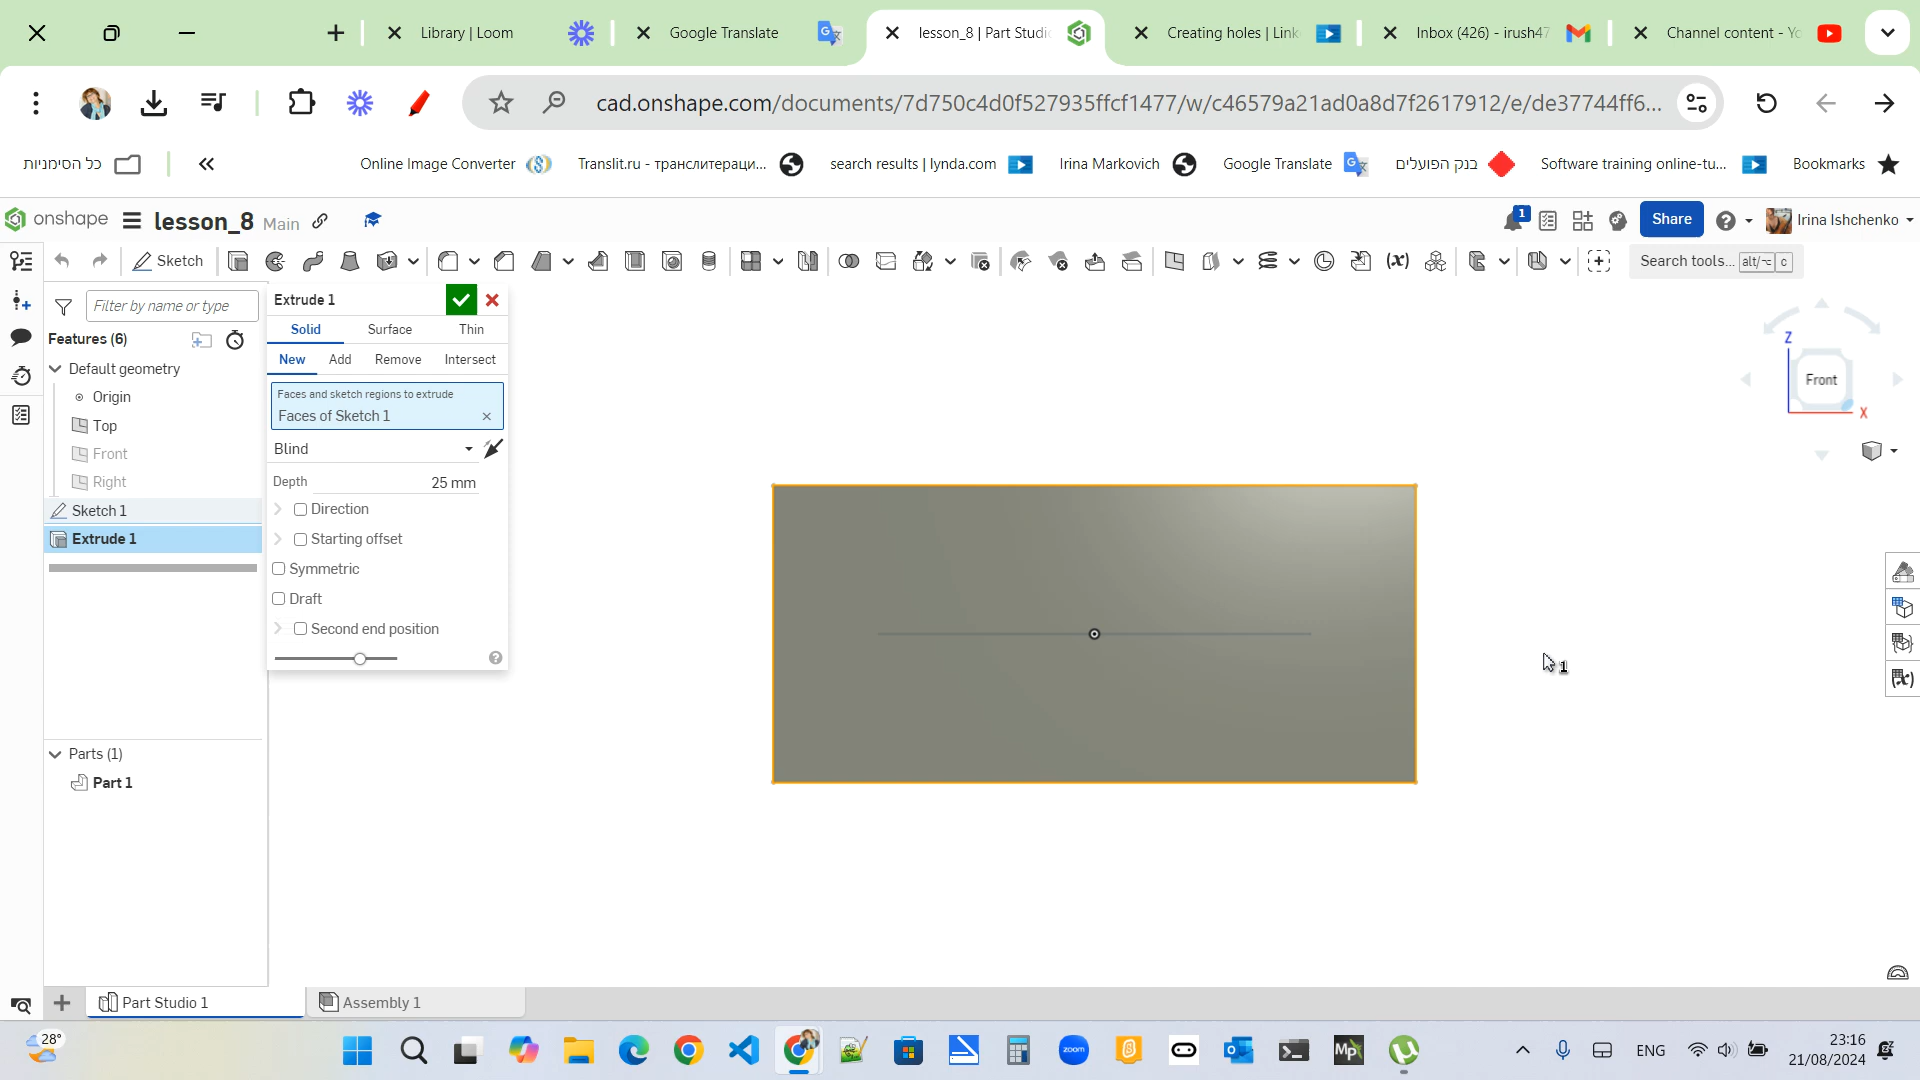 Library | Loom
Google Translate
lesson_8 | Part Studi
Creating holes | Link
Inbox (426) - irush47
Channel content - Yo
cad.onshape.com/documents/7d750c4d0f527935ffcf1477/w/c46579a21ad0a8d7f2617912/e/de37744ff6...
כל הסימניות
Online Image Converter
Translit.ru - транслитераци...
search results | lynda.com
Irina Markovich
Google Translate
בנק הפועלים
Software training online-tu...
Bookmarks
onshape
lesson_8 Main
1
Share
Irina Ishchenko
Sketch
Search tools... alt/⌥ c
Filter by name or type
Features (6)
Default geometry
Origin
Top
Front
Right
Sketch 1
Extrude 1
Parts (1)
Part 1
Extrude 1
Solid Surface Thin
New Add Remove Intersect
Faces and sketch regions to extrude
Faces of Sketch 1
Blind
Depth 25 mm
Direction
Starting offset
Symmetric
Draft
Second end position
Z
Front
X
1
Part Studio 1
Assembly 1
28°
zoom
Mp
ENG
23:16
21/08/2024